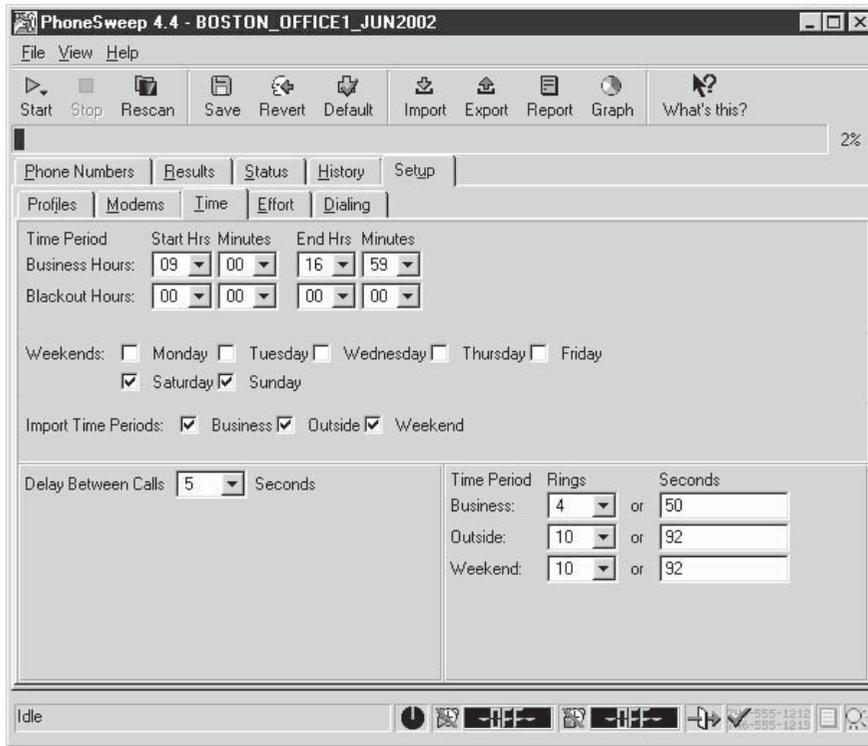 PhoneSweep 4.4 - BOSTON_OFFICE1_JUN2002
File View Help
Start Stop Rescan Save Revert Default Import Export Report Graph What's this?
2%
Phone Numbers Results Status History Setup
Profiles Modems Time Effort Dialing
Time Period Start Hrs Minutes End Hrs Minutes
Business Hours: 09 00 16 59
Blackout Hours: 00 00 00 00
Weekends: Monday Tuesday Wednesday Thursday Friday
Saturday Sunday
Import Time Periods: Business Outside Weekend
Delay Between Calls 5 Seconds
Time Period Rings Seconds
Business: 4 or 50
Outside: 10 or 92
Weekend: 10 or 92
Idle